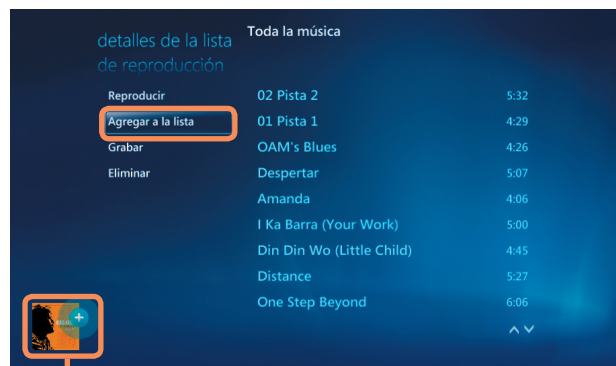 detalles de la lista
de reproducción
Toda la música
Reproducir
Agregar a la lista
Grabar
Eliminar
02 Pista 2 5:32
01 Pista 1 4:29
OAM's Blues 4:26
Despertar 5:07
Amanda 4:06
I Ka Barra (Your Work) 5:00
Din Din Wo (Little Child) 4:45
Distance 5:27
One Step Beyond 6:06